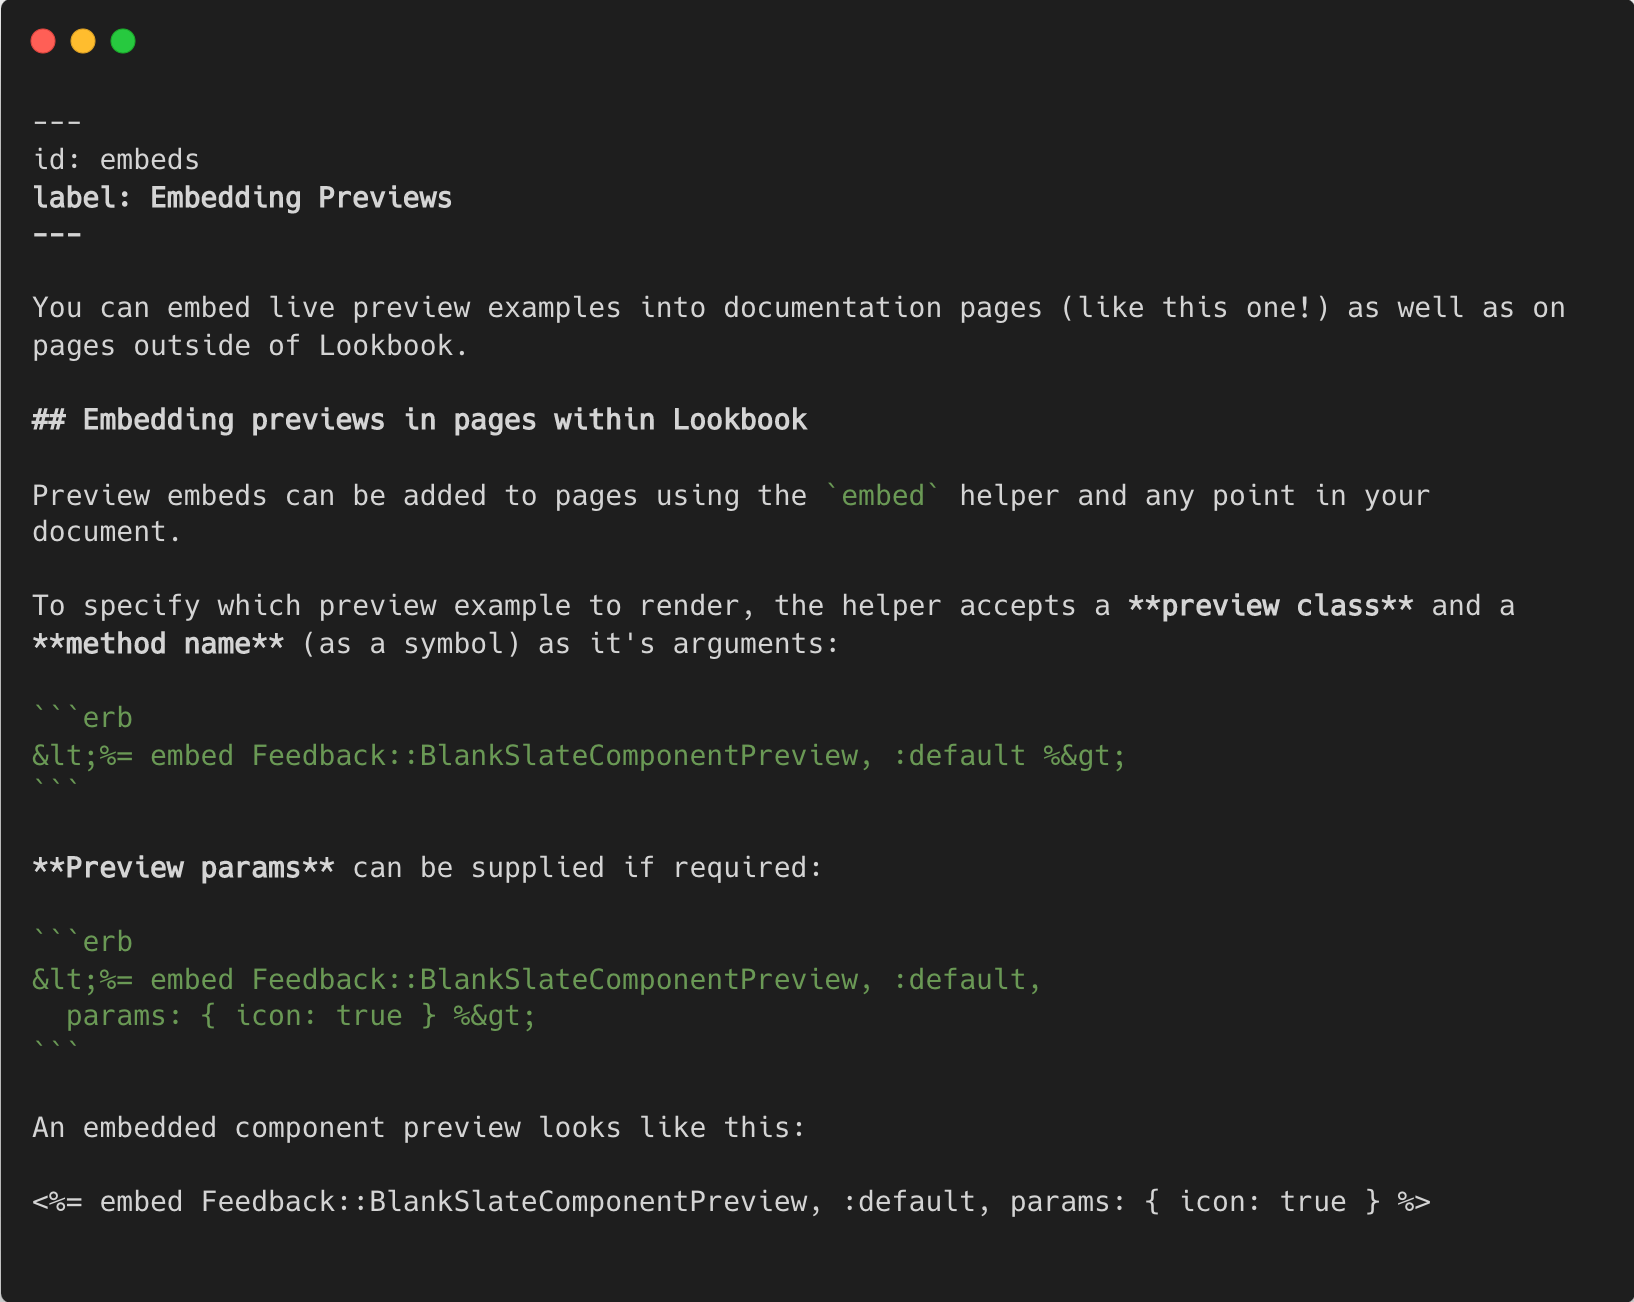 ---
id: embeds
label: Embedding Previews
---
You can embed live preview examples into documentation pages (like this one!) as well as on
pages outside of Lookbook.
## Embedding previews in pages within Lookbook
Preview embeds can be added to pages using the `embed` helper and any point in your
document.
To specify which preview example to render, the helper accepts a **preview class** and a
**method name** (as a symbol) as it's arguments:
```erb
&lt;%= embed Feedback::BlankSlateComponentPreview, :default %&gt;
```
**Preview params** can be supplied if required:
```erb
&lt;%= embed Feedback::BlankSlateComponentPreview, :default,
  params: { icon: true } %&gt;
```
An embedded component preview looks like this:
<%= embed Feedback::BlankSlateComponentPreview, :default, params: { icon: true } %>